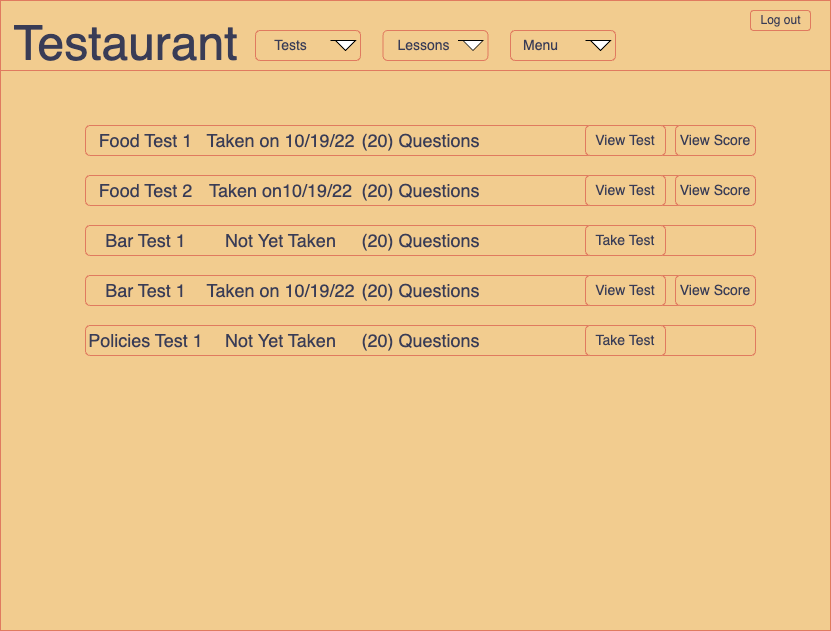 Log out
Testaurant Tests Lessons Menu
Food Test 1 Taken on 10/19/22 (20) Questions View Test View Score
Food Test 2 Taken on10/19/22 (20) Questions View Test View Score
Bar Test 1 Not Yet Taken (20) Questions Take Test
Bar Test 1 Taken on 10/19/22 (20) Questions View Test View Score
Policies Test 1 Not Yet Taken (20) Questions Take Test